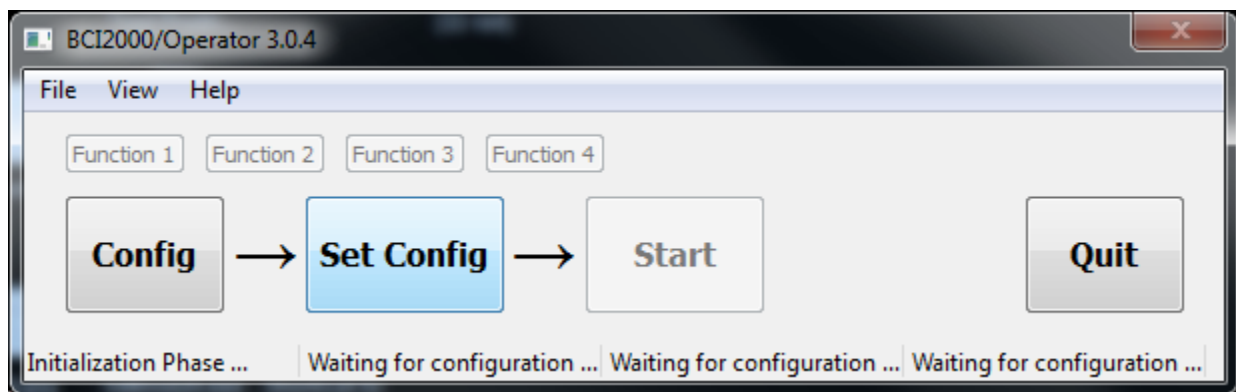 BCI2000/Operator 3.0.4
File View Help
Function 1 Function 2 Function 3 Function 4
Config → Set Config → Start Quit
Initialization Phase ... Waiting for configuration ... Waiting for configuration ... Waiting for configuration ...